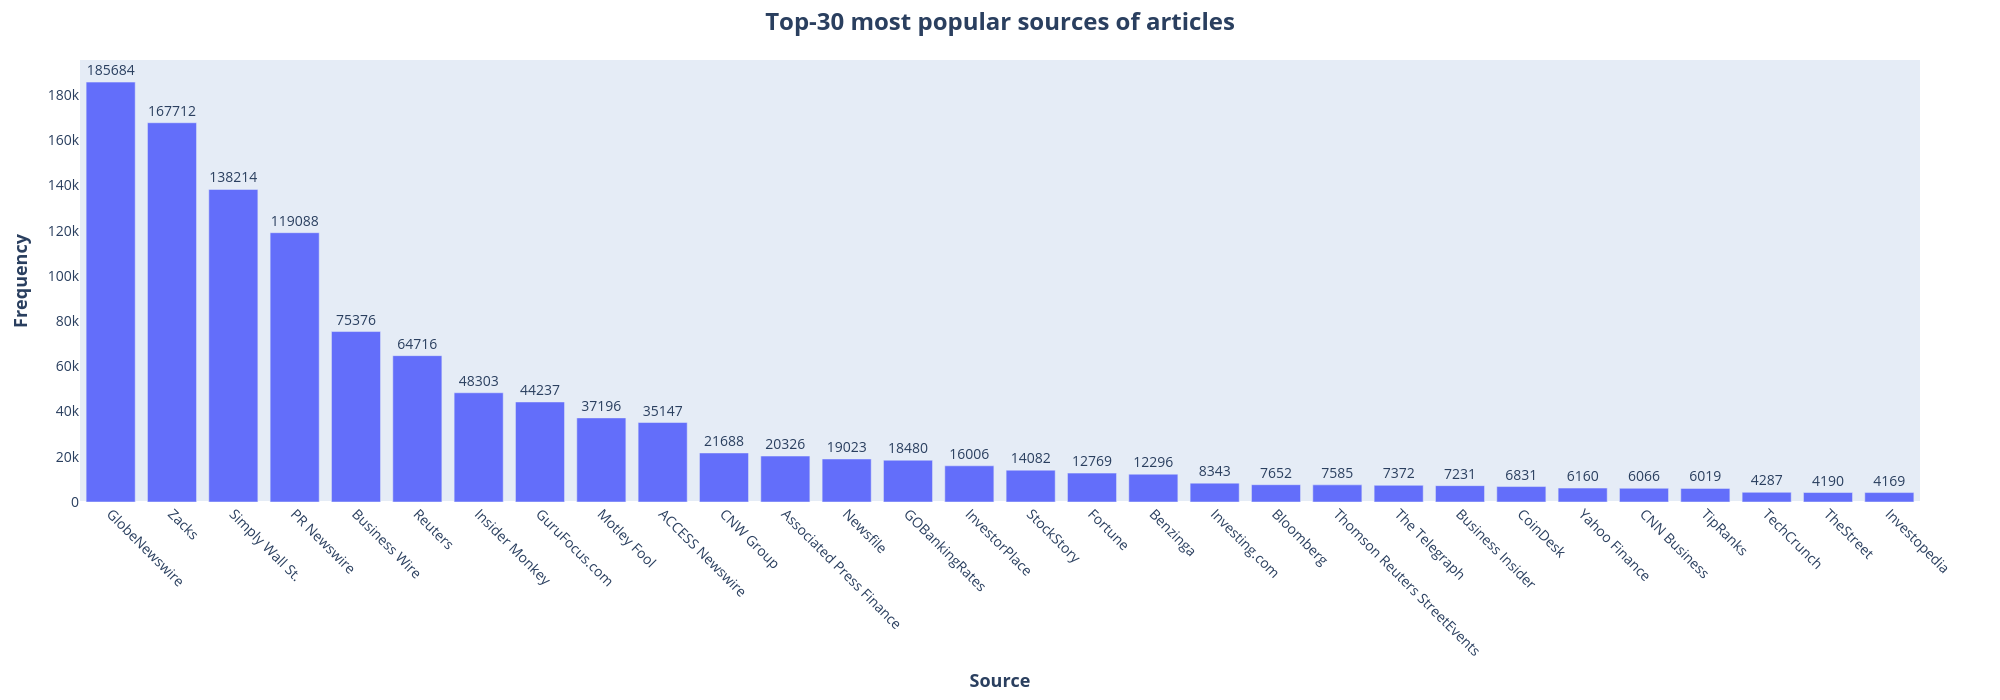 Top-30 most popular sources of articles
Frequency
180k
160k
140k
120k
100k
80k
60k
40k
20k
0
185684
167712
138214
119088
75376
64716
48303
44237
37196
35147
21688
20326
19023
18480
16006
14082
12769
12296
8343
7652
7585
7372
7231
6831
6160
6066
6019
4287
4190
4169
GlobeNewswire
Zacks
Simply Wall St.
PR Newswire
Business Wire
Reuters
Insider Monkey
GuruFocus.com
Motley Fool
ACCESS Newswire
CNW Group
Associated Press Finance
Newsfile
GOBankingRates
InvestorPlace
StockStory
Fortune
Benzinga
Investing.com
Bloomberg
Thomson Reuters StreetEvents
The Telegraph
Business Insider
CoinDesk
Yahoo Finance
CNN Business
TipRanks
TechCrunch
TheStreet
Investopedia
Source